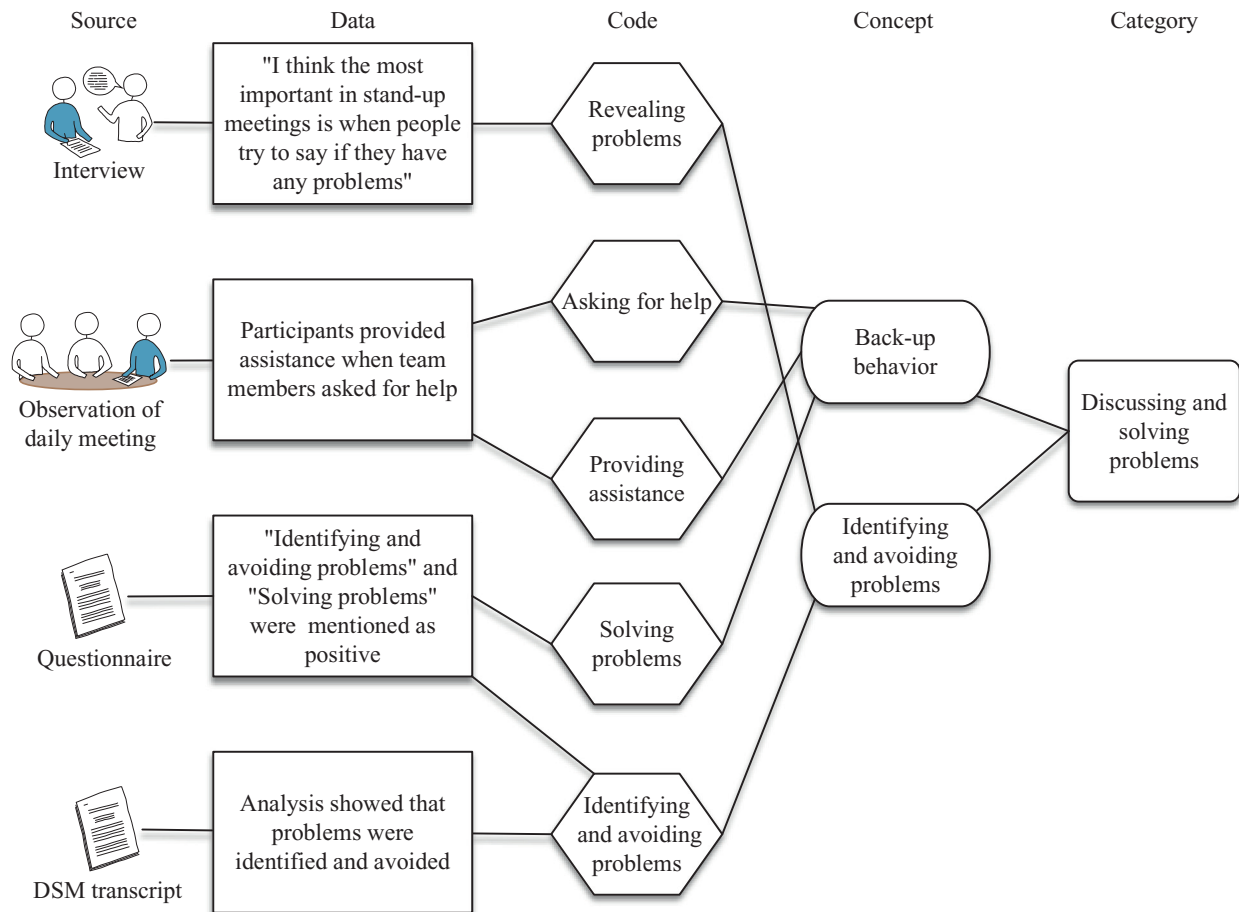 Source Data Code Concept Category
"I think the most
important in stand-up
meetings is when people
try to say if they have
any problems"
Interview
Revealing
problems
Participants provided
assistance when team
members asked for help
Observation of
daily meeting
Asking for help
Providing
assistance
Back-up
behavior
Discussing and
solving
problems
"Identifying and
avoiding problems" and
"Solving problems"
were mentioned as
positive
Questionnaire
Solving
problems
Identifying
and avoiding
problems
Analysis showed that
problems were
identified and avoided
DSM transcript
Identifying
and avoiding
problems